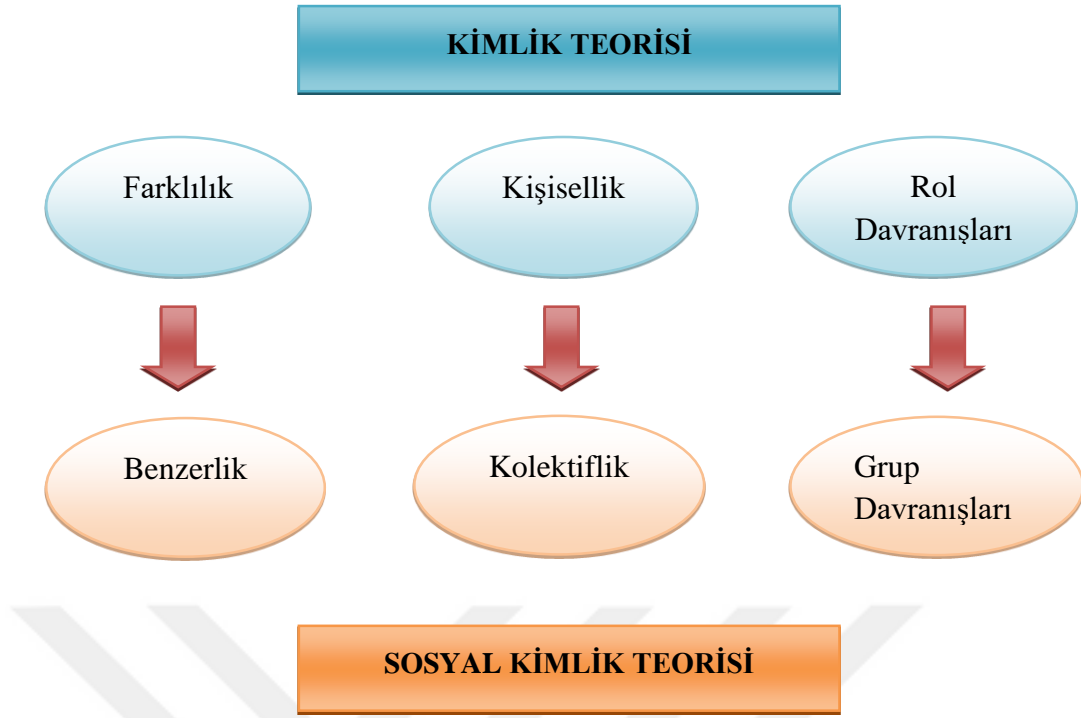 KİMLİK TEORİSİ
Farklılık
Kişisellik
Rol
Davranışları
Benzerlik
Kolektiflik
Grup
Davranışları
SOSYAL KİMLİK TEORİSİ